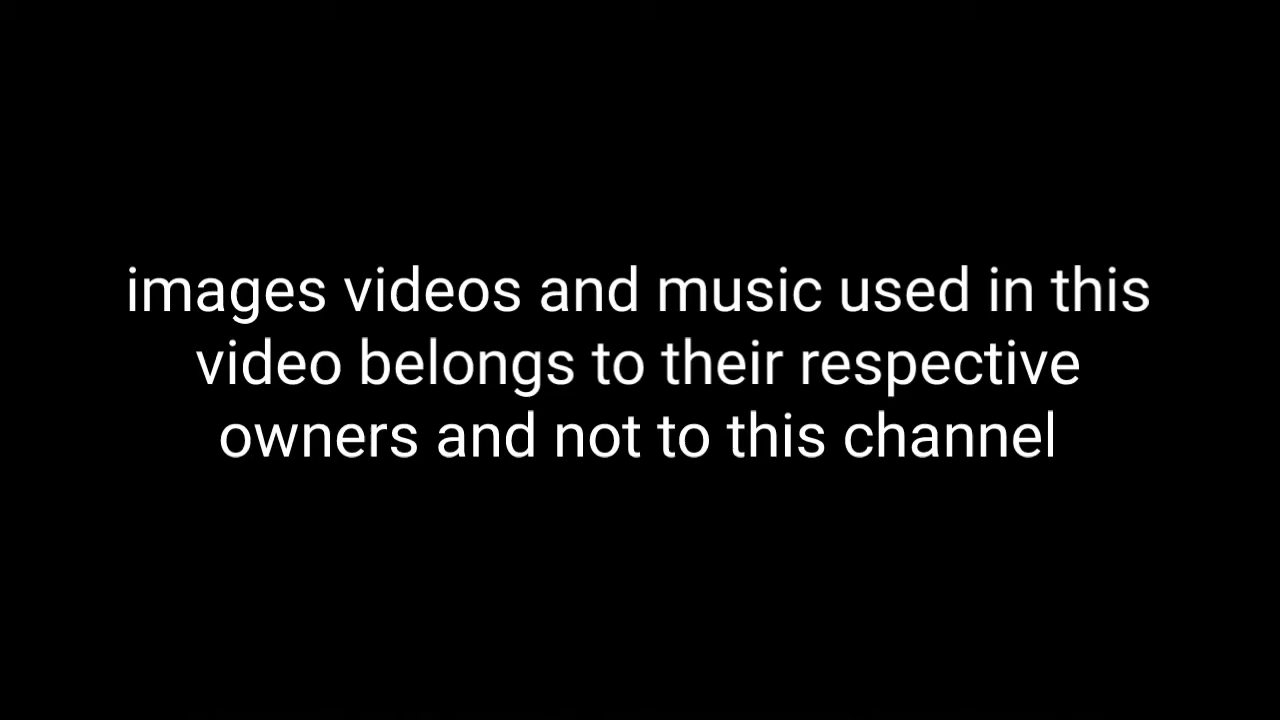 images videos and music used in this
video belongs to their respective
owners and not to this channel